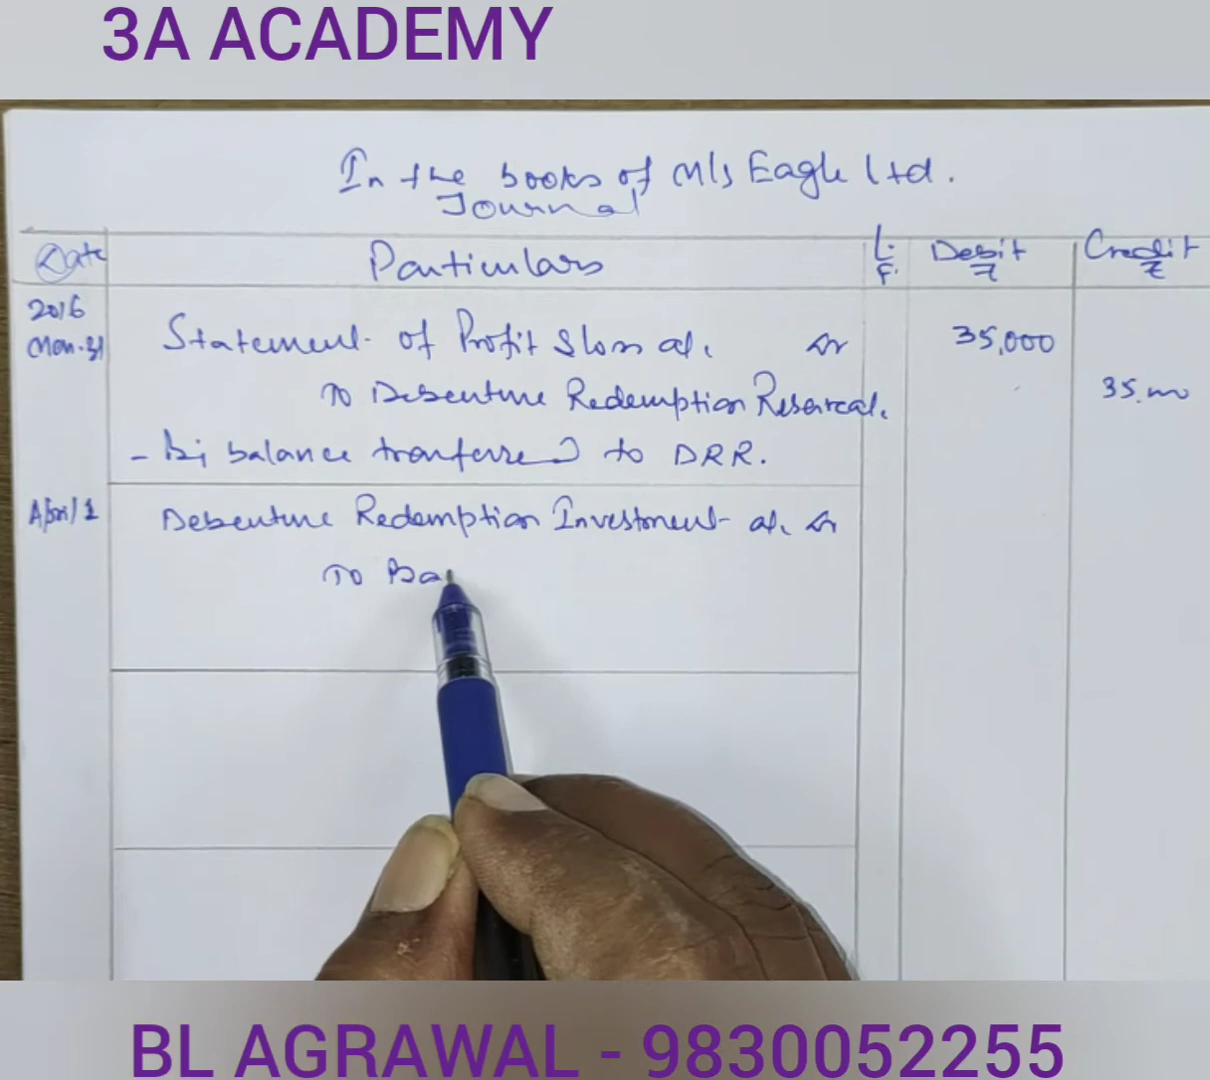 3A ACADEMY
In the books of M/s Eagle Ltd.
Journal
Date Particulars L.F. Debit ₹ Credit ₹
2016
Mar.31 Statement of Profit & Loss a/c Dr 35,000
To Debenture Redemption Reserve a/c. 35,000
- Bi balance tranferred to DRR.
April 1 Debenture Redemption Investment a/c Dr
To Ba
BL AGRAWAL - 9830052255